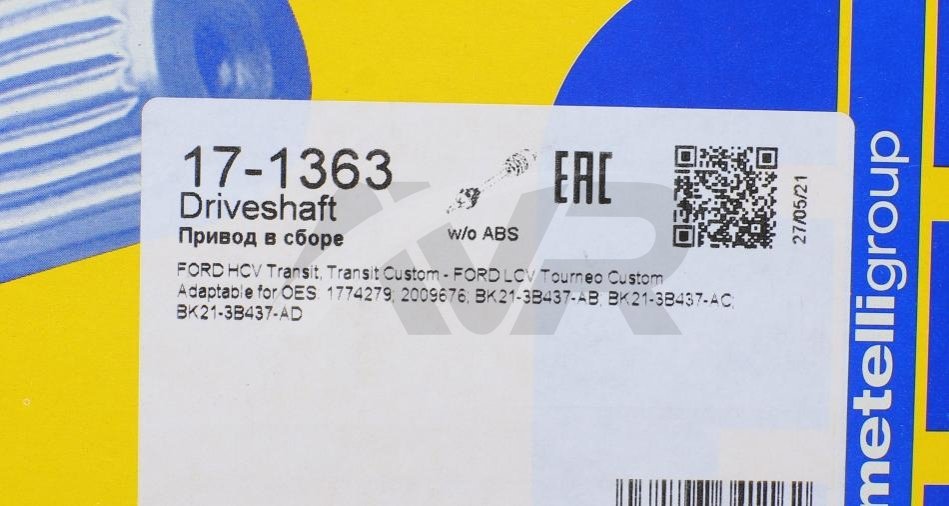 17-1363
Driveshaft
Привод в сборе
w/o ABS
EAC
27/05/21
FORD HCV Transit, Transit Custom - FORD LCV Tourneo Custom
Adaptable for OES: 1774279; 2009676; BK21-3B437-AB; BK21-3B437-AC;
BK21-3B437-AD
metelligroup
AVR